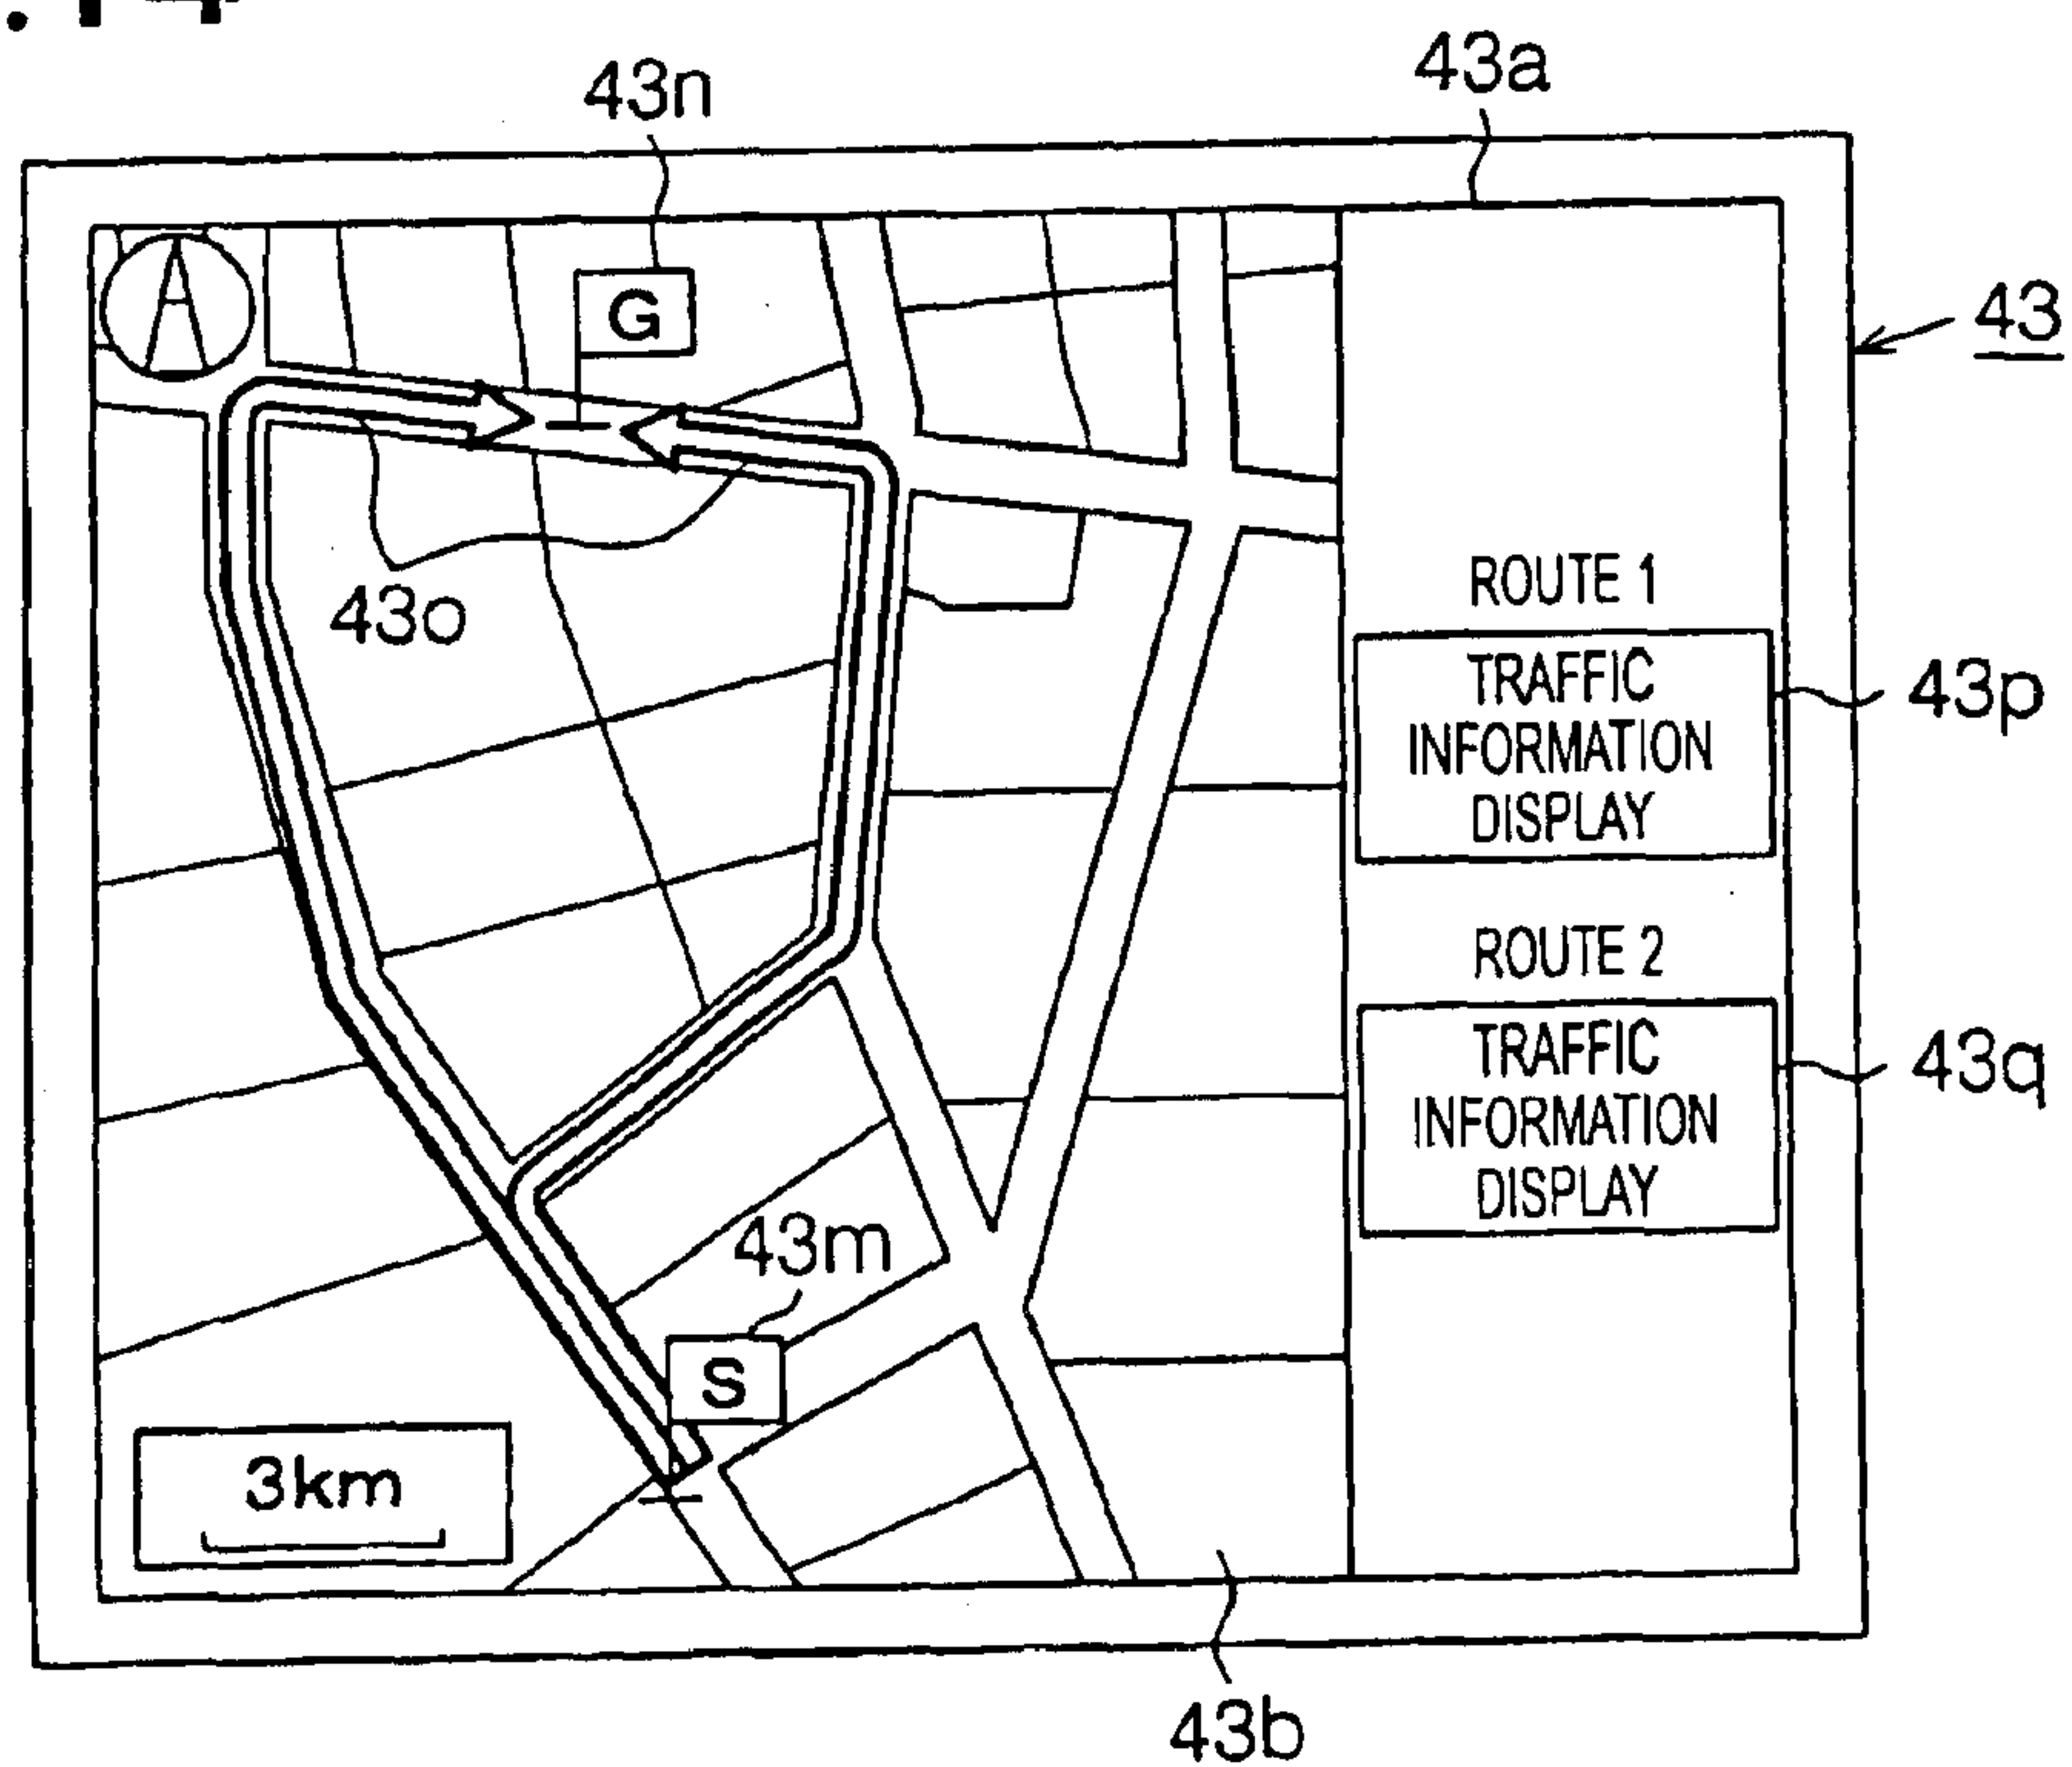 43n
43a
G
43
43o
ROUTE 1
TRAFFIC
INFORMATION
DISPLAY
43p
ROUTE 2
TRAFFIC
INFORMATION
DISPLAY
43q
43m
S
3km
43b